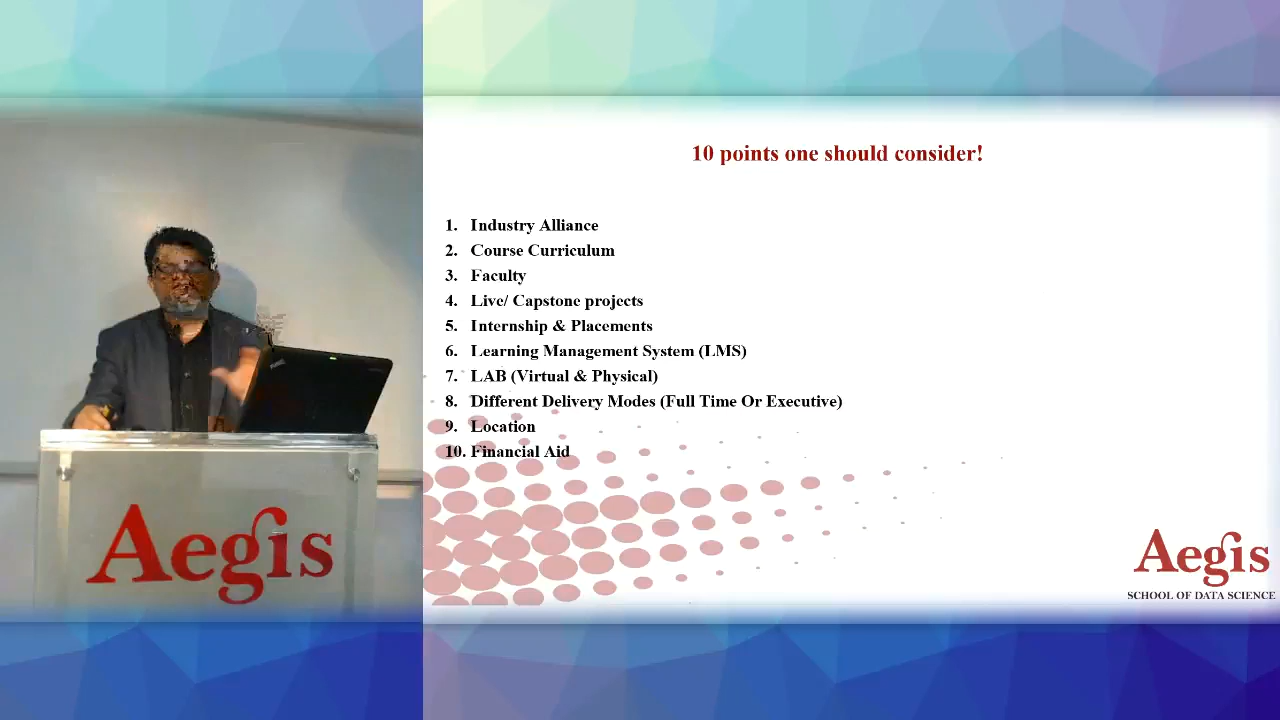 10 points one should consider!
1. Industry Alliance
2. Course Curriculum
3. Faculty
4. Live/ Capstone projects
5. Internship & Placements
6. Learning Management System (LMS)
7. LAB (Virtual & Physical)
8. Different Delivery Modes (Full Time Or Executive)
9. Location
10. Financial Aid
Aegis
Aegis
SCHOOL OF DATA SCIENCE